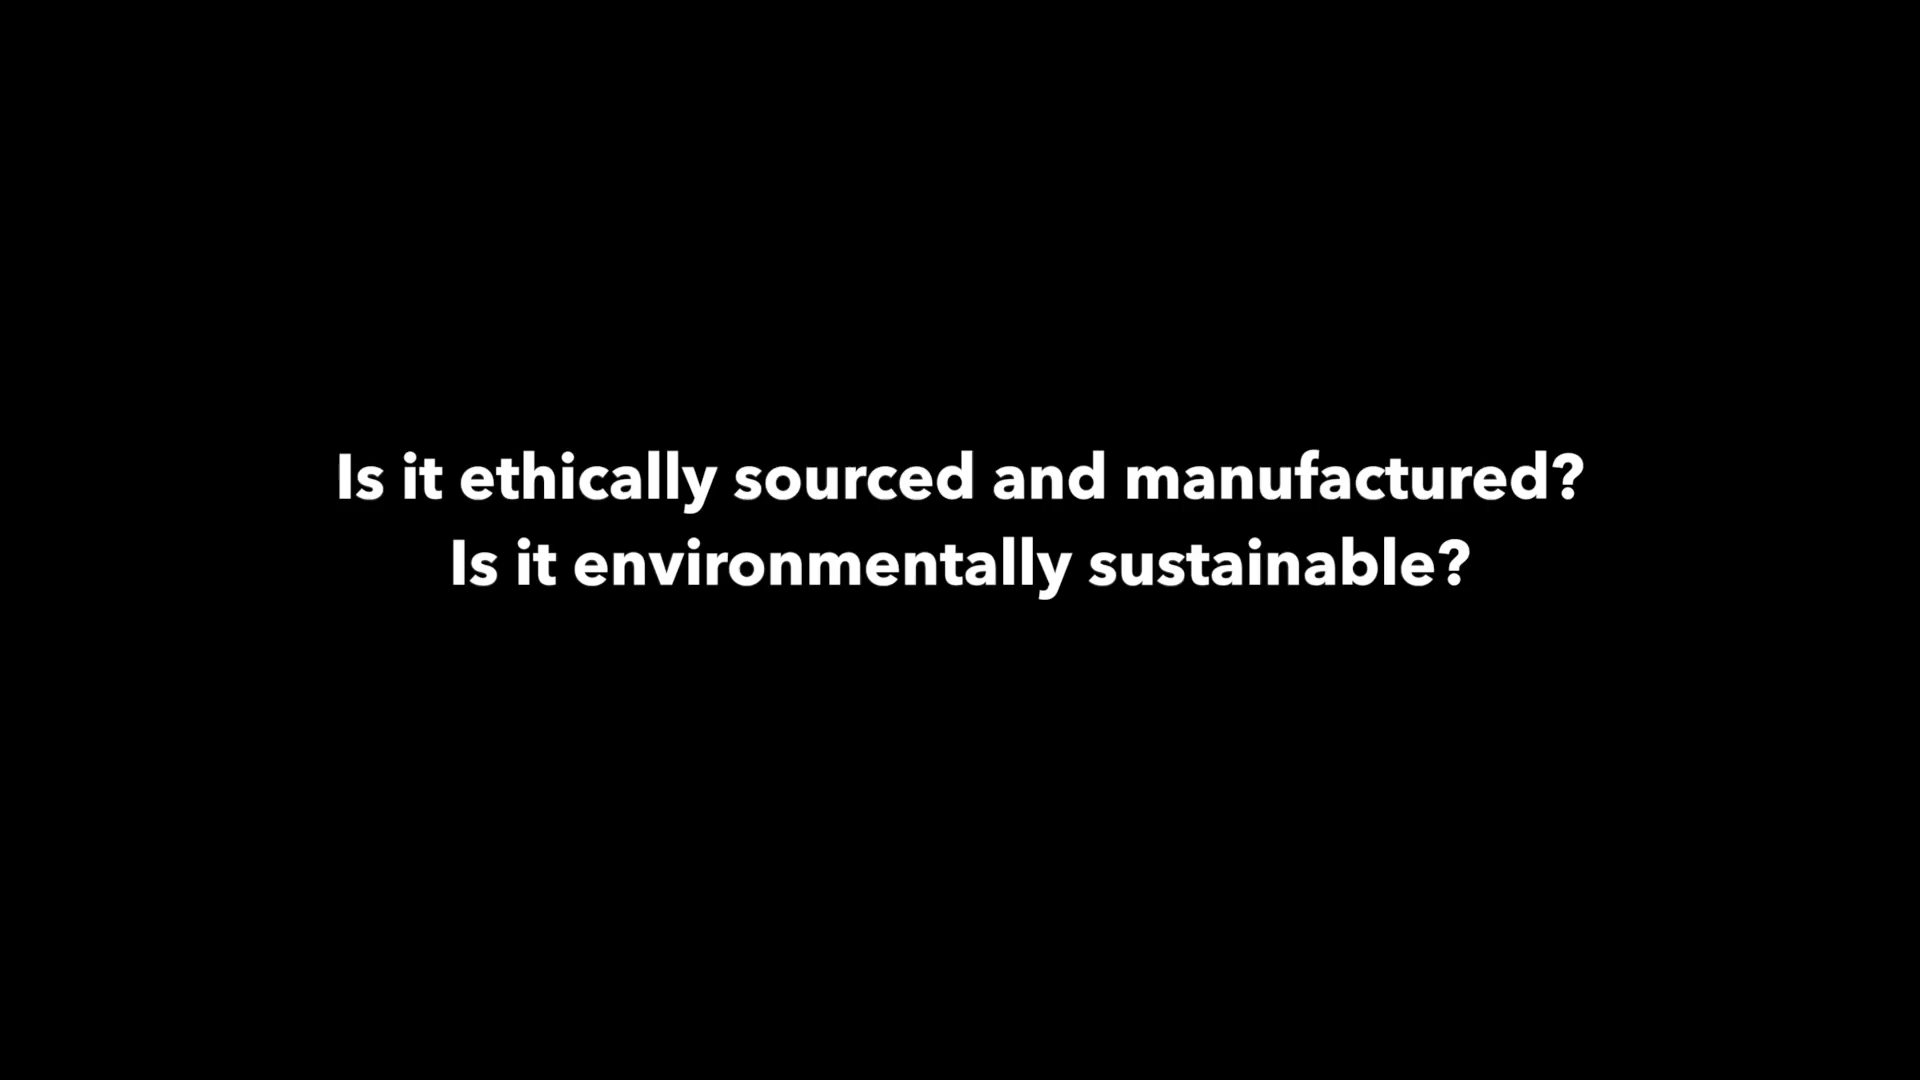 Is it ethically sourced and manufactured?
Is it environmentally sustainable?